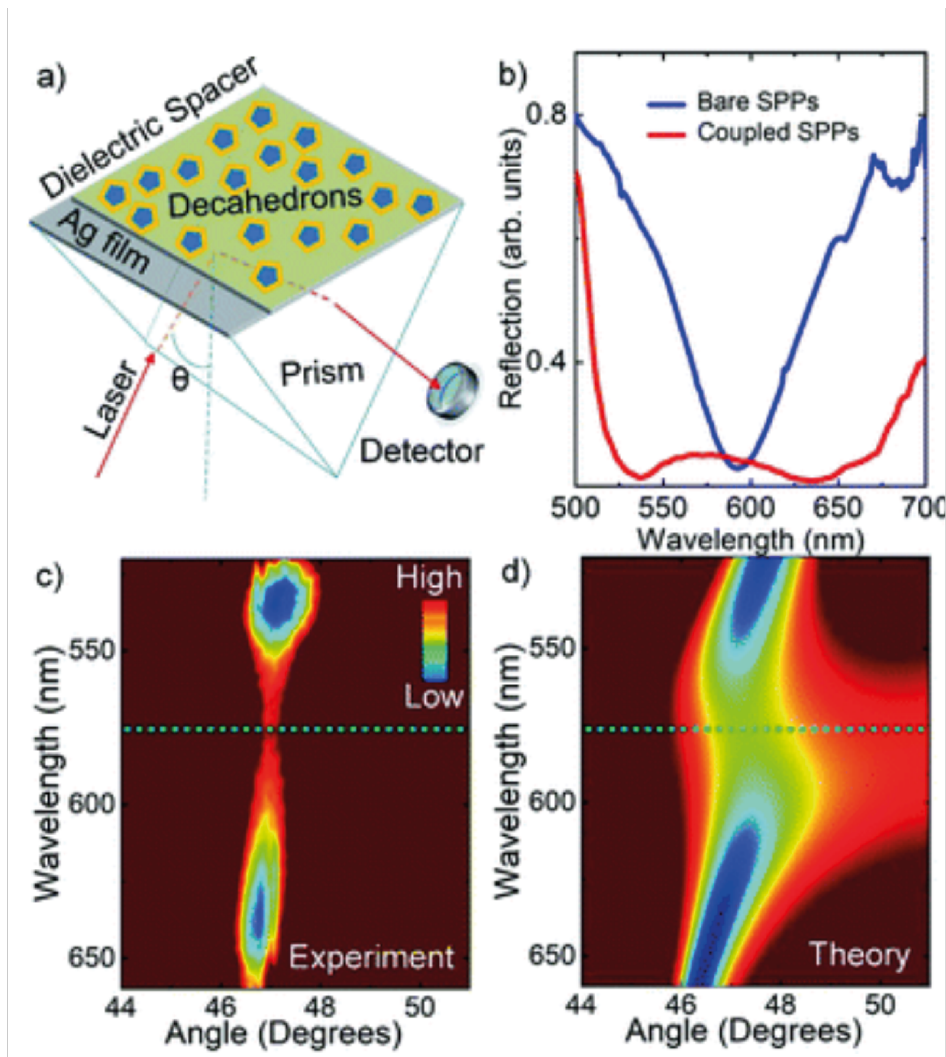 a)
Dielectric Spacer
Ag film
Decahedrons
Laser
θ
Prism
Detector
b)
Bare SPPs
Coupled SPPs
Reflection (arb. units)
0.8
0.4
500 550 600 650 700
Wavelength (nm)
c)
High
Low
Wavelength (nm)
550
600
650
Experiment
44 46 48 50
Angle (Degrees)
d)
Wavelength (nm)
550
600
650
Theory
44 46 48 50
Angle (Degrees)